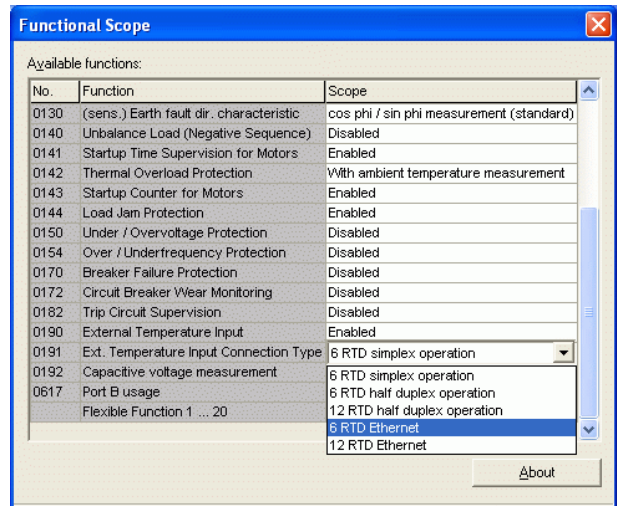 Functional Scope
Available functions:
No. Function Scope
0130 (sens.) Earth fault dir. characteristic cos phi / sin phi measurement (standard)
0140 Unbalance Load (Negative Sequence) Disabled
0141 Startup Time Supervision for Motors Enabled
0142 Thermal Overload Protection With ambient temperature measurement
0143 Startup Counter for Motors Enabled
0144 Load Jam Protection Enabled
0150 Under / Overvoltage Protection Disabled
0154 Over / Underfrequency Protection Disabled
0170 Breaker Failure Protection Disabled
0172 Circuit Breaker Wear Monitoring Disabled
0182 Trip Circuit Supervision Disabled
0190 External Temperature Input Enabled
0191 Ext. Temperature Input Connection Type 6 RTD simplex operation
0192 Capacitive voltage measurement 6 RTD simplex operation
0617 Port B usage 6 RTD half duplex operation
Flexible Function 1 ... 20 12 RTD half duplex operation
6 RTD Ethernet
12 RTD Ethernet
About